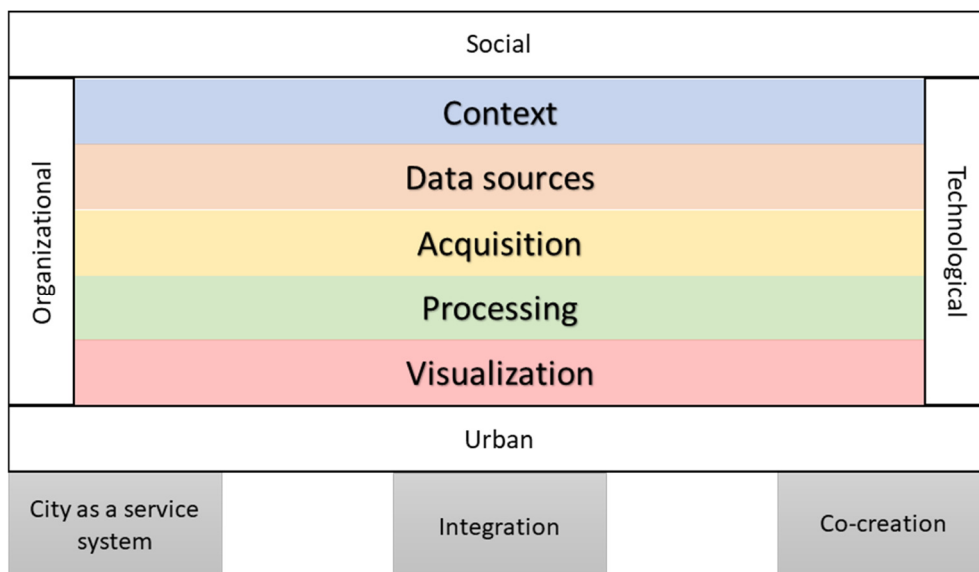 Social
Organizational
Context
Data sources
Acquisition
Processing
Visualization
Technological
Urban
City as a service
system
Integration
Co-creation